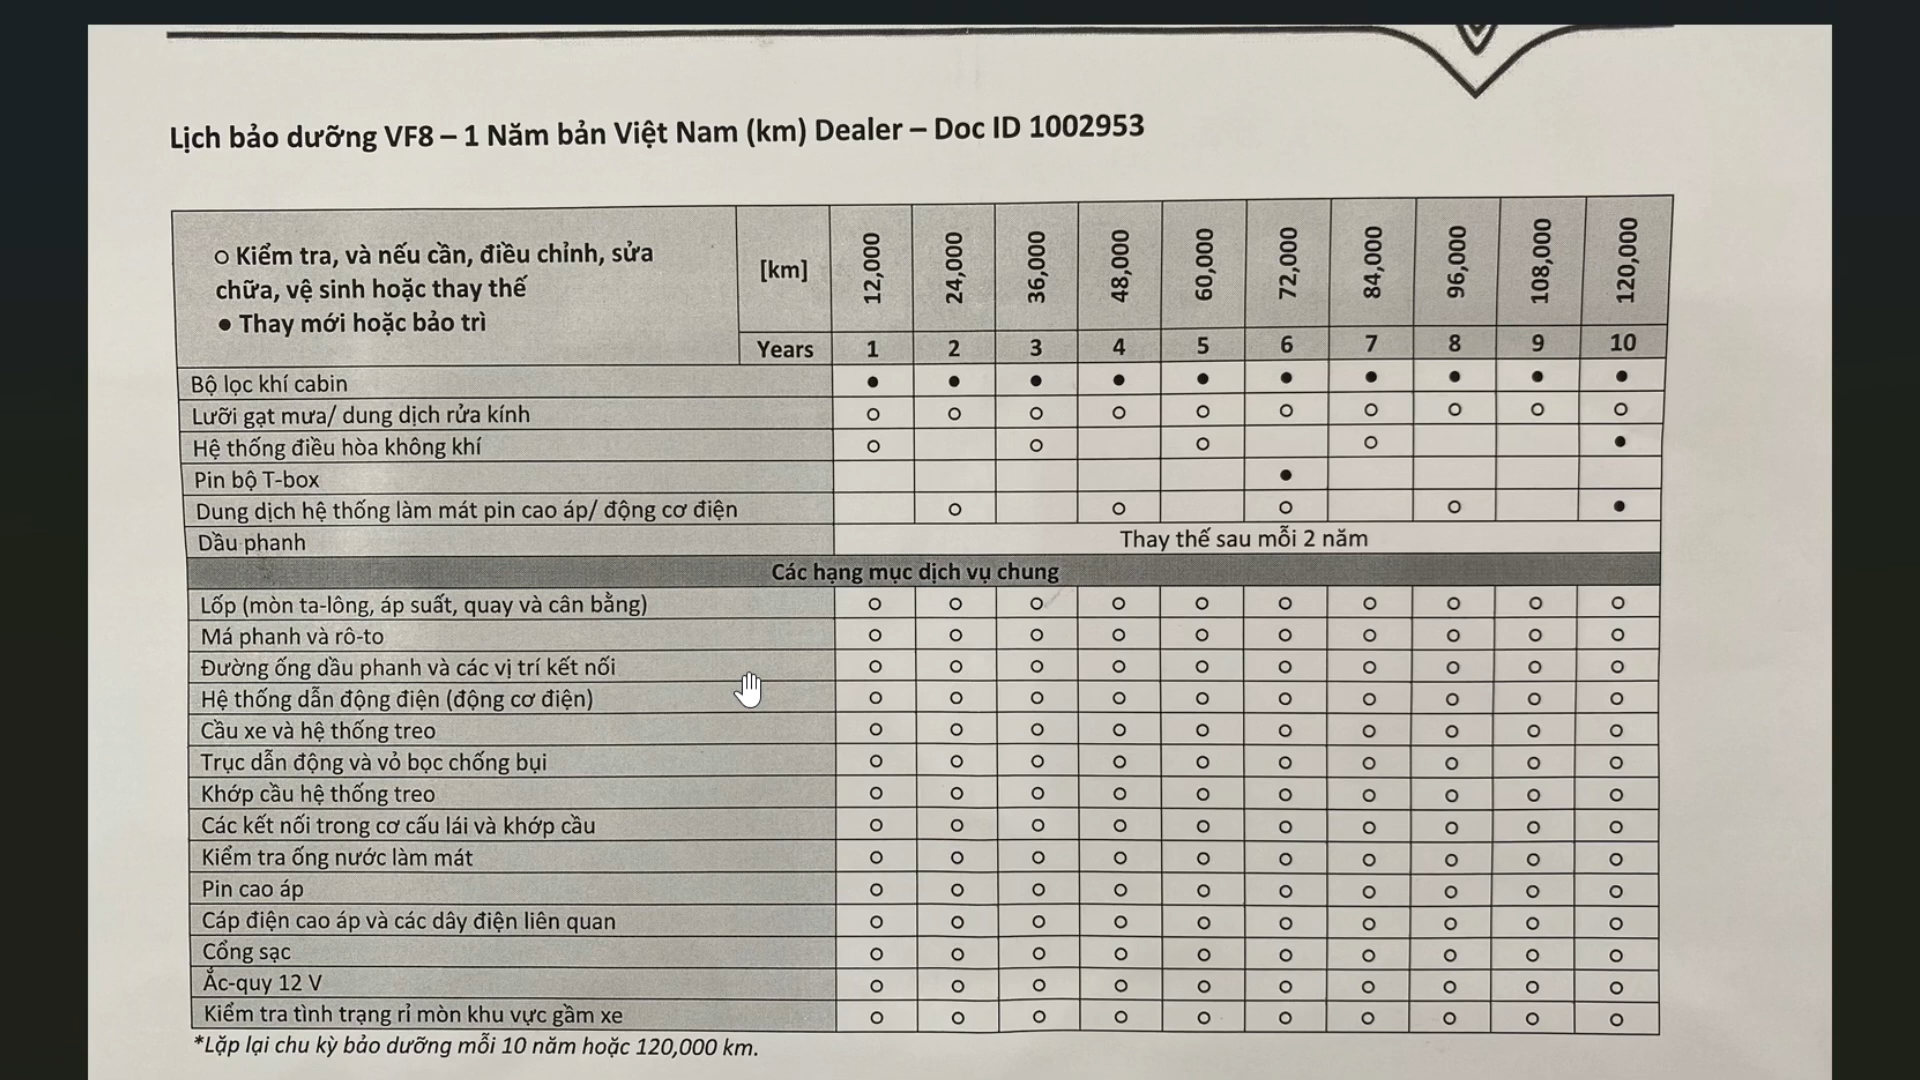 Lịch bảo dưỡng VF8 – 1 Năm bản Việt Nam (km) Dealer – Doc ID 1002953
○ Kiểm tra, và nếu cần, điều chỉnh, sửa
chữa, vệ sinh hoặc thay thế
● Thay mới hoặc bảo trì
[km] 12,000 24,000 36,000 48,000 60,000 72,000 84,000 96,000 108,000 120,000
Years 1 2 3 4 5 6 7 8 9 10
Bộ lọc khí cabin ● ● ● ● ● ● ● ● ● ●
Lưỡi gạt mưa/ dung dịch rửa kính ○ ○ ○ ○ ○ ○ ○ ○ ○ ○
Hệ thống điều hòa không khí ○ ○ ○ ○ ●
Pin bộ T-box ●
Dung dịch hệ thống làm mát pin cao áp/ động cơ điện ○ ○ ○ ○ ●
Dầu phanh Thay thế sau mỗi 2 năm
Các hạng mục dịch vụ chung
Lốp (mòn ta-lông, áp suất, quay và cân bằng) ○ ○ ○ ○ ○ ○ ○ ○ ○ ○
Má phanh và rô-to ○ ○ ○ ○ ○ ○ ○ ○ ○ ○
Đường ống dầu phanh và các vị trí kết nối ○ ○ ○ ○ ○ ○ ○ ○ ○ ○
Hệ thống dẫn động điện (động cơ điện) ○ ○ ○ ○ ○ ○ ○ ○ ○ ○
Cầu xe và hệ thống treo ○ ○ ○ ○ ○ ○ ○ ○ ○ ○
Trục dẫn động và vỏ bọc chống bụi ○ ○ ○ ○ ○ ○ ○ ○ ○ ○
Khớp cầu hệ thống treo ○ ○ ○ ○ ○ ○ ○ ○ ○ ○
Các kết nối trong cơ cấu lái và khớp cầu ○ ○ ○ ○ ○ ○ ○ ○ ○ ○
Kiểm tra ống nước làm mát ○ ○ ○ ○ ○ ○ ○ ○ ○ ○
Pin cao áp ○ ○ ○ ○ ○ ○ ○ ○ ○ ○
Cáp điện cao áp và các dây điện liên quan ○ ○ ○ ○ ○ ○ ○ ○ ○ ○
Cổng sạc ○ ○ ○ ○ ○ ○ ○ ○ ○ ○
Ắc-quy 12 V ○ ○ ○ ○ ○ ○ ○ ○ ○ ○
Kiểm tra tình trạng rỉ mòn khu vực gầm xe ○ ○ ○ ○ ○ ○ ○ ○ ○ ○
*Lặp lại chu kỳ bảo dưỡng mỗi 10 năm hoặc 120,000 km.